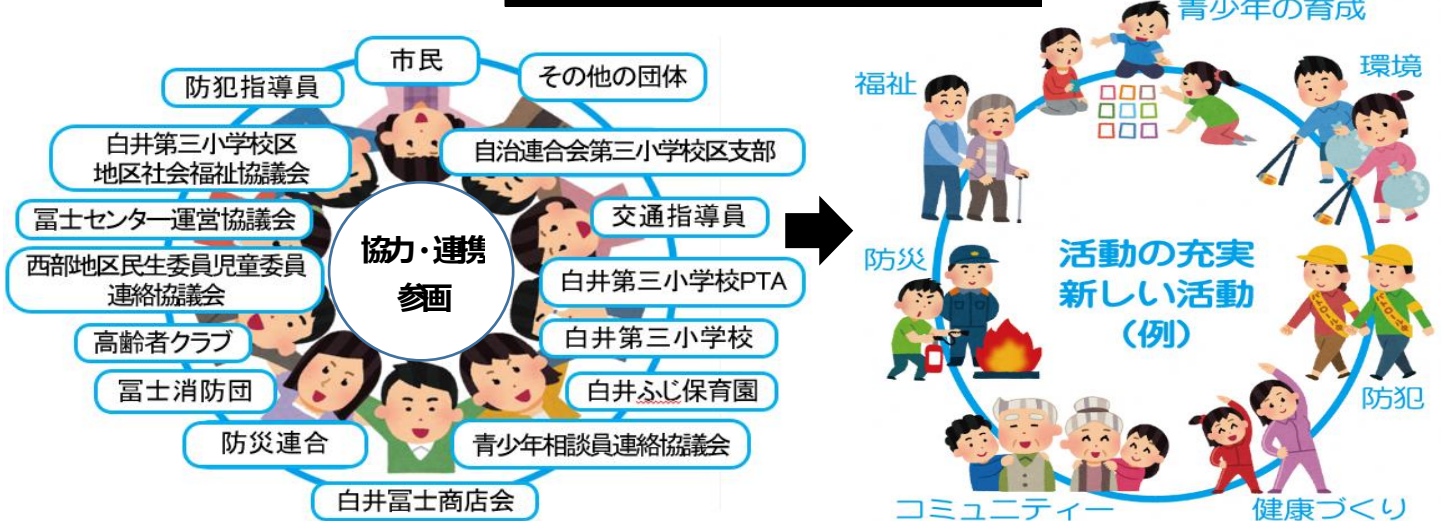 市民
防犯指導員
その他の団体
白井第三小学校区
地区社会福祉協議会
自治連合会第三小学校区支部
冨士センター運営協議会
交通指導員
西部地区民生委員児童委員
連絡協議会
白井第三小学校PTA
高齢者クラブ
白井第三小学校
冨士消防団
白井ふじ保育園
防災連合
青少年相談員連絡協議会
白井冨士商店会
協力・連携
参画
青少年の育成
福祉
環境
防災
活動の充実
新しい活動
（例）
防犯
コミュニティー
健康づくり